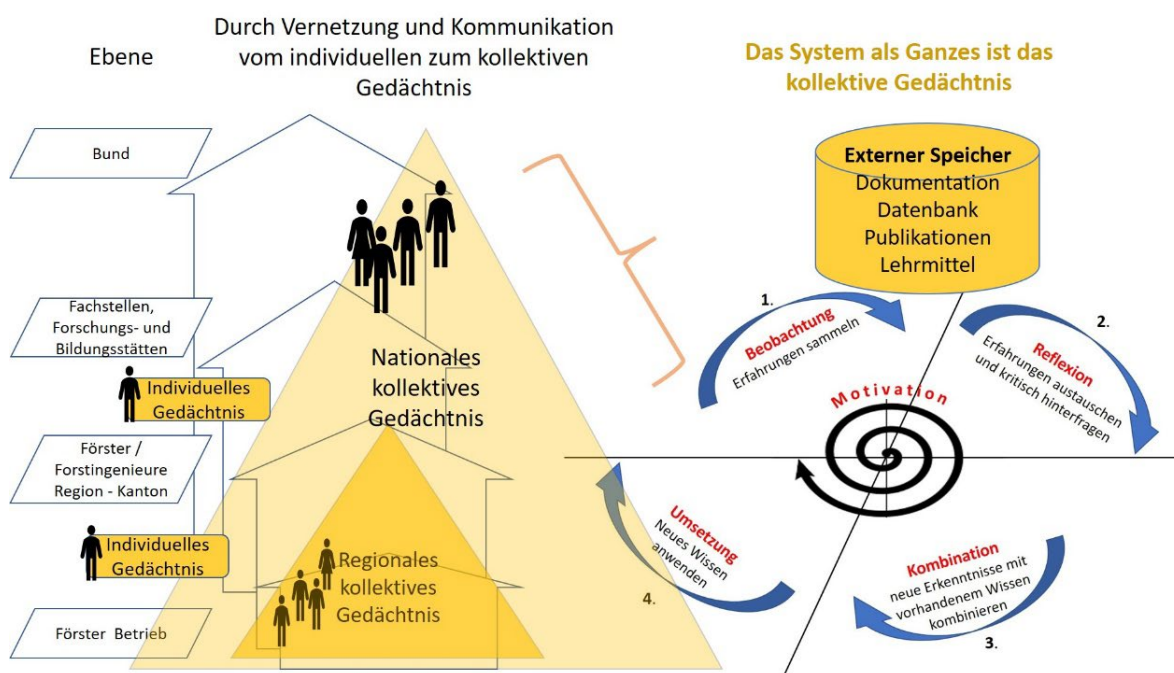 Ebene
Durch Vernetzung und Kommunikation
vom individuellen zum kollektiven
Gedächtnis
Bund
Fachstellen,
Forschungs- und
Bildungsstätten
Individuelles
Gedächtnis
Förster /
Forstingenieure
Region - Kanton
Individuelles
Gedächtnis
Förster Betrieb
Nationales
kollektives
Gedächtnis
Regionales
kollektives
Gedächtnis
Das System als Ganzes ist das
kollektive Gedächtnis
Externer Speicher
Dokumentation
Datenbank
Publikationen
Lehrmittel
1.
Beobachtung
Erfahrungen sammeln
2.
Reflexion
Erfahrungen austauschen
und kritisch hinterfragen
Motivation
Kombination
neue Erkenntnisse mit
vorhandenem Wissen
kombinieren
3.
Umsetzung
Neues Wissen
anwenden
4.